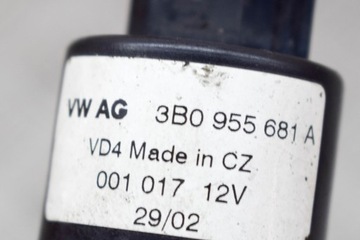 VW AG 3B0 955 681 A
VD4 Made in CZ
001 017 12V
29/02